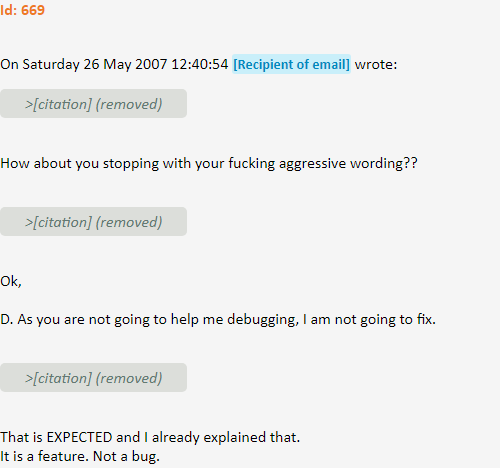 Id: 669
On Saturday 26 May 2007 12:40:54 [Recipient of email] wrote:
>[citation] (removed)
How about you stopping with your fucking aggressive wording??
>[citation] (removed)
Ok,
D. As you are not going to help me debugging, I am not going to fix.
>[citation] (removed)
That is EXPECTED and I already explained that.
It is a feature. Not a bug.